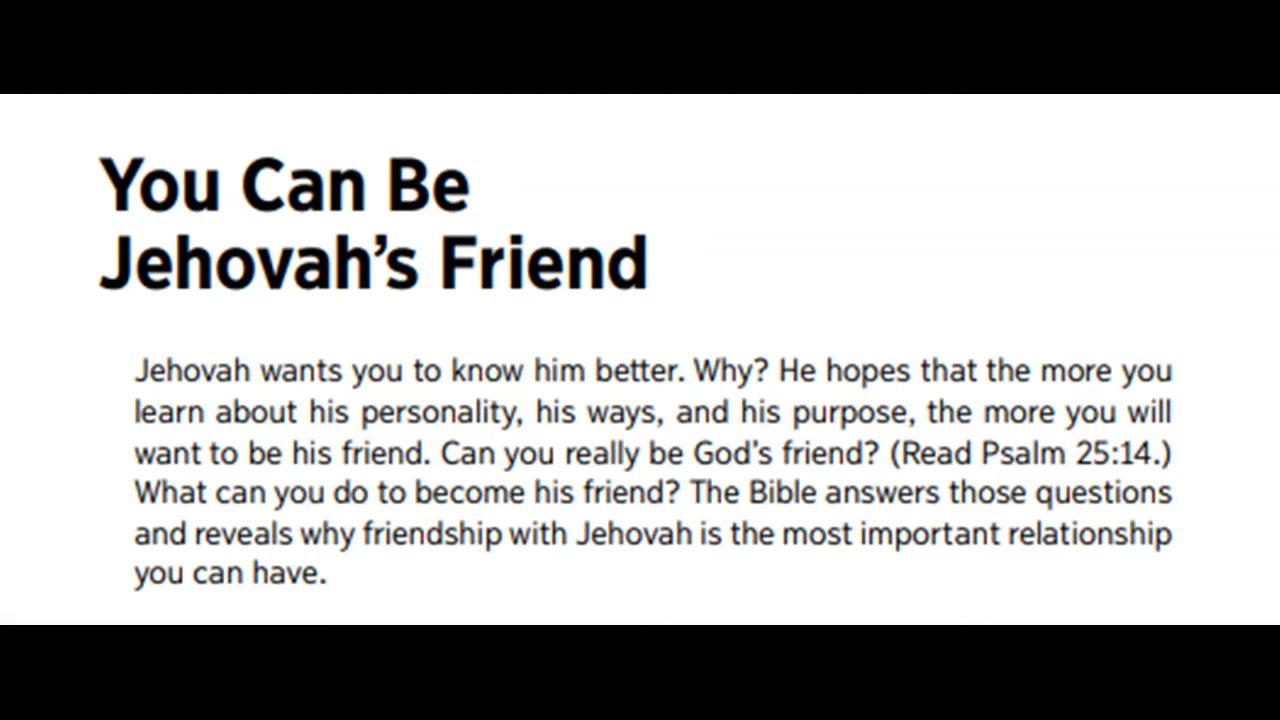 You Can Be
Jehovah’s Friend
Jehovah wants you to know him better. Why? He hopes that the more you
learn about his personality, his ways, and his purpose, the more you will
want to be his friend. Can you really be God’s friend? (Read Psalm 25:14.)
What can you do to become his friend? The Bible answers those questions
and reveals why friendship with Jehovah is the most important relationship
you can have.